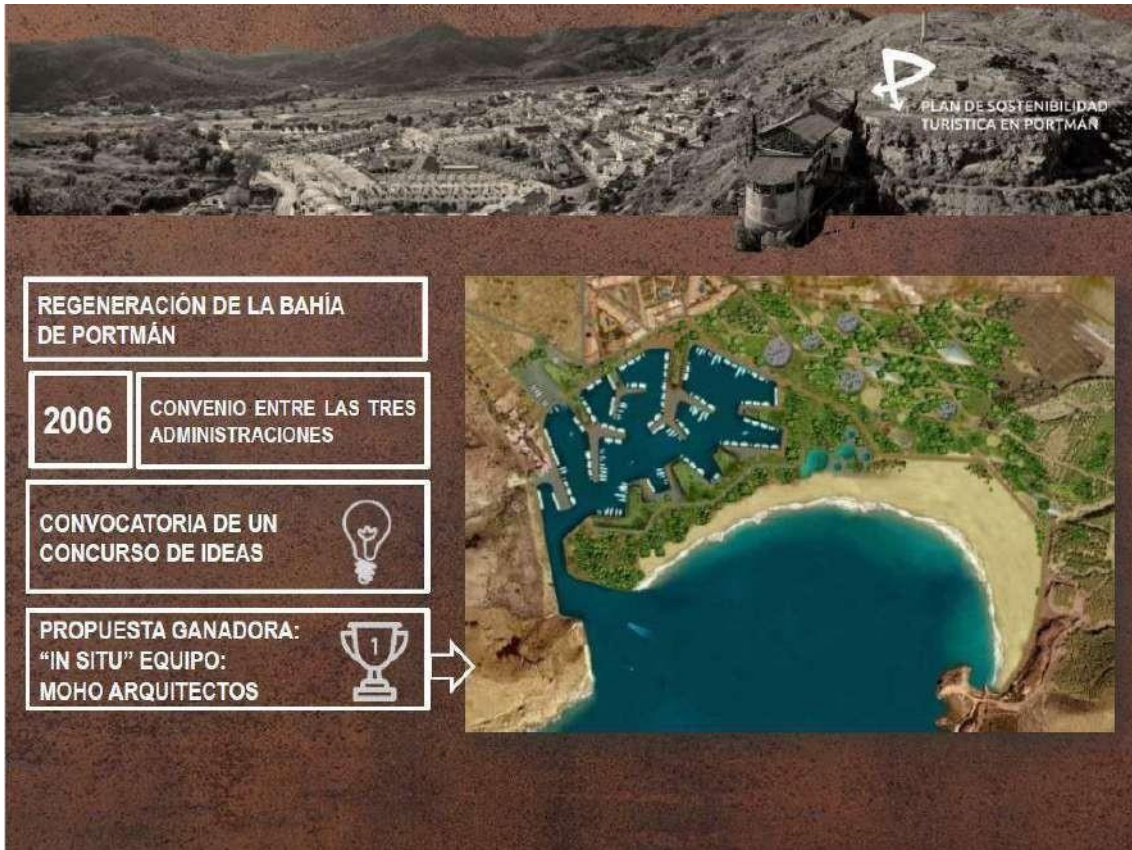 PLAN DE SOSTENIBILIDAD
TURÍSTICA EN PORTMÁN
REGENERACIÓN DE LA BAHÍA
DE PORTMÁN
2006
CONVENIO ENTRE LAS TRES
ADMINISTRACIONES
CONVOCATORIA DE UN
CONCURSO DE IDEAS
PROPUESTA GANADORA:
“IN SITU” EQUIPO:
MOHO ARQUITECTOS
1